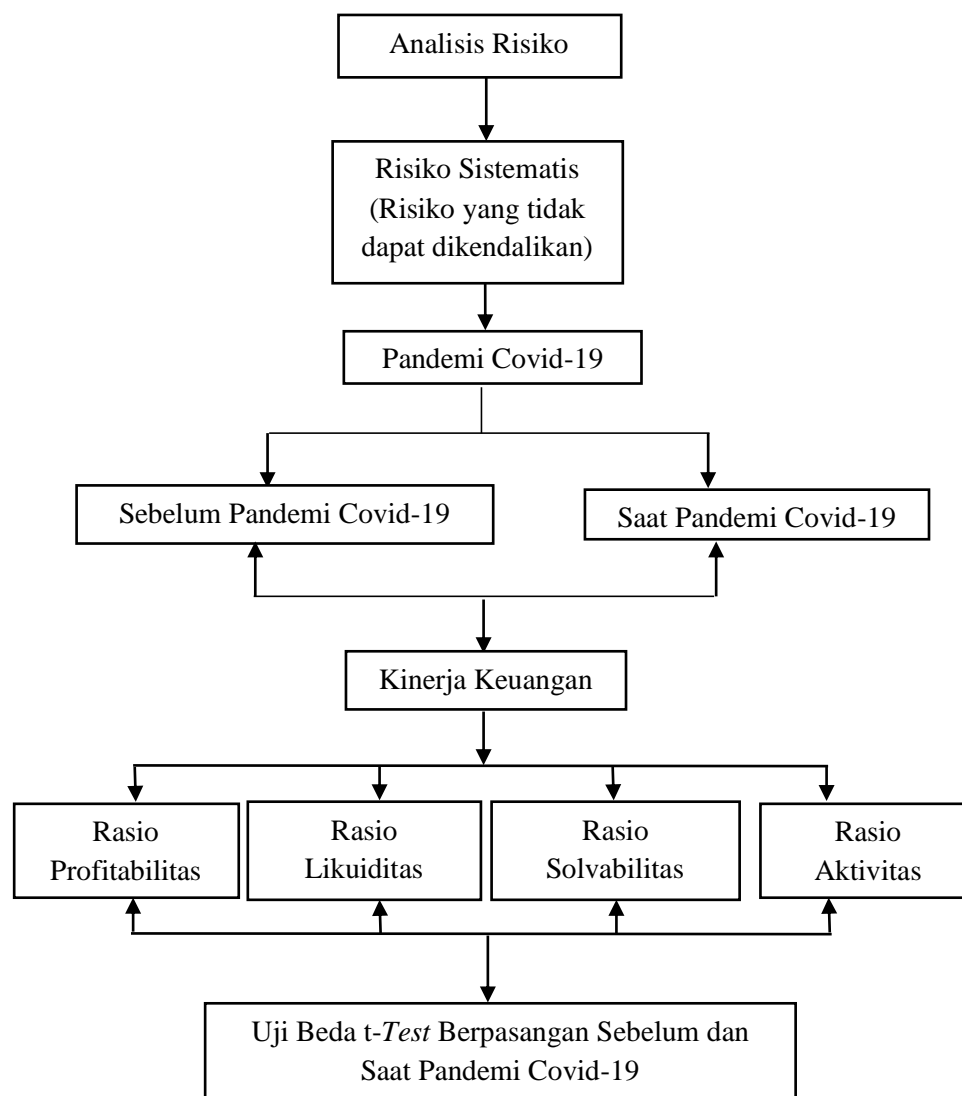 Analisis Risiko
Risiko Sistematis
(Risiko yang tidak
dapat dikendalikan)
Pandemi Covid-19
Sebelum Pandemi Covid-19
Saat Pandemi Covid-19
Kinerja Keuangan
Rasio
Profitabilitas
Rasio
Likuiditas
Rasio
Solvabilitas
Rasio
Aktivitas
Uji Beda t-Test Berpasangan Sebelum dan
Saat Pandemi Covid-19